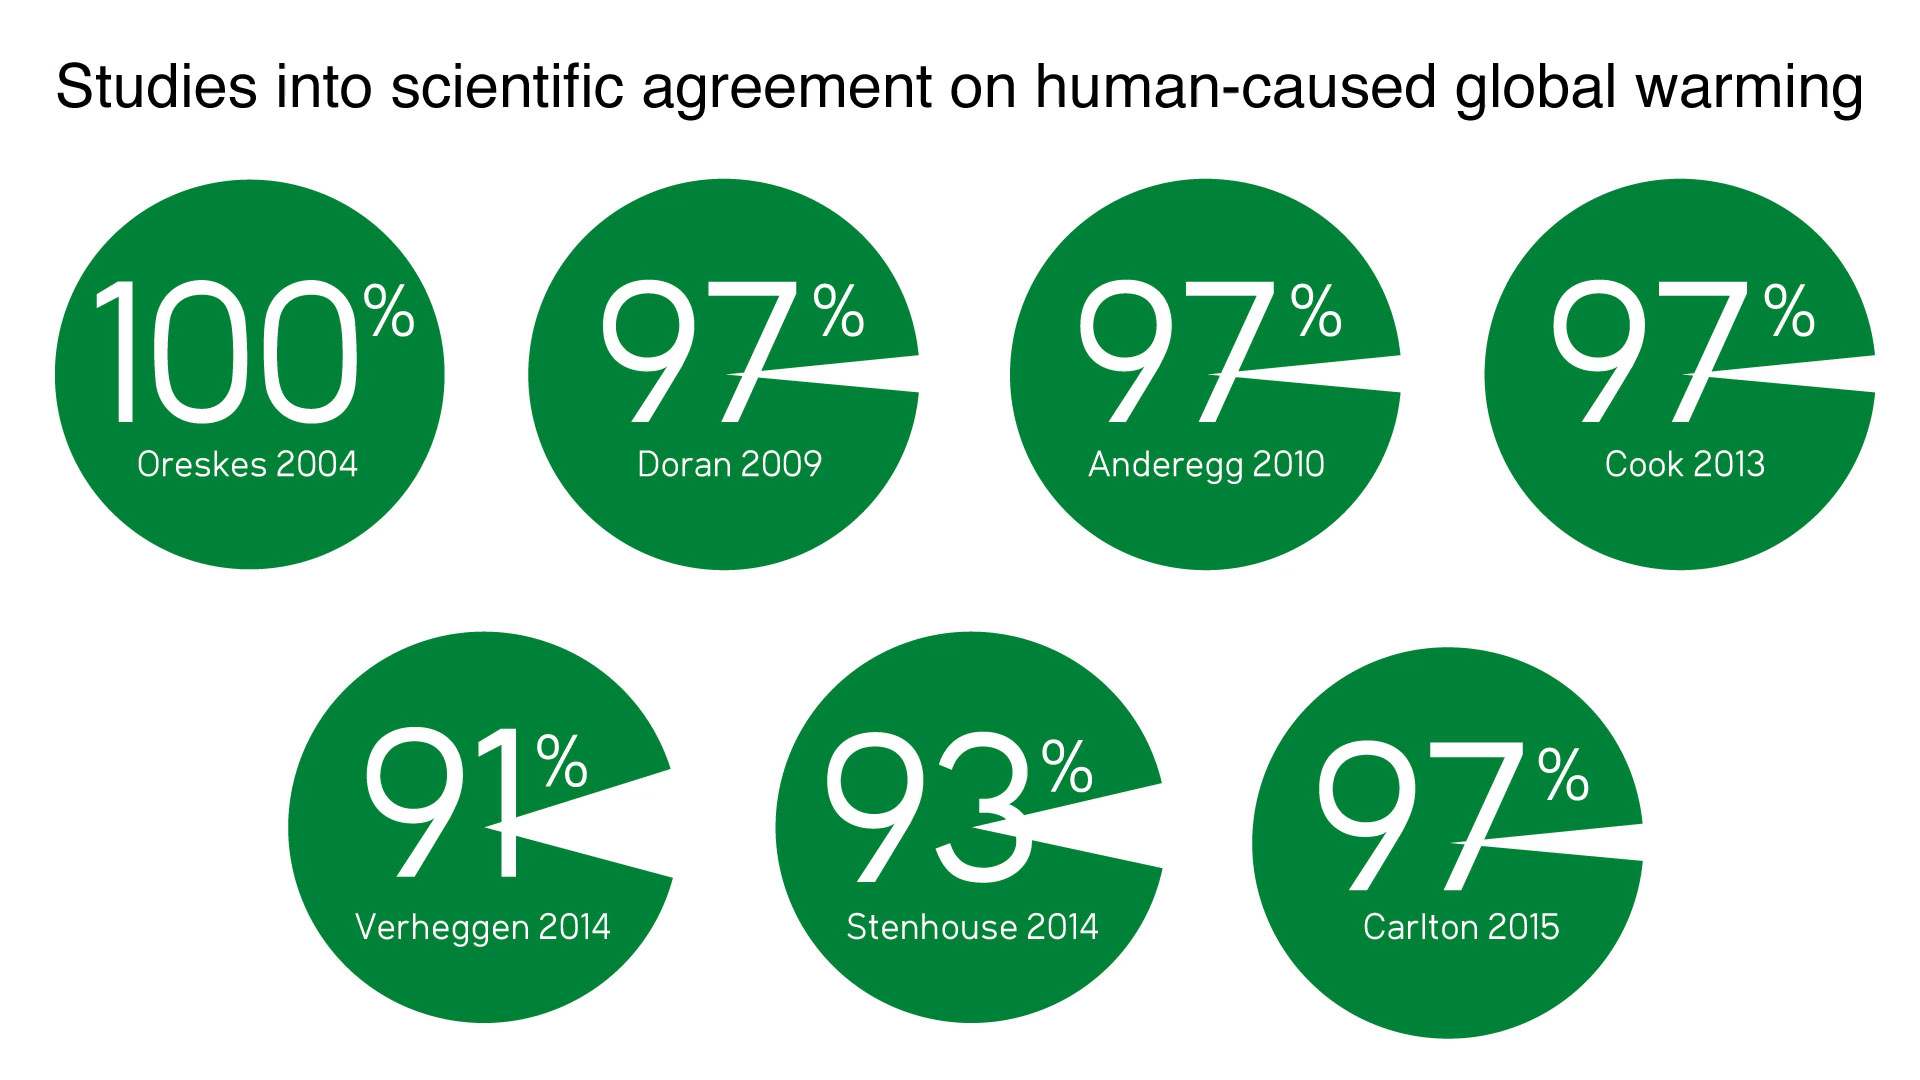 Studies into scientific agreement on human-caused global warming
100%
Oreskes 2004
97%
Doran 2009
97%
Anderegg 2010
97%
Cook 2013
91%
Verheggen 2014
93%
Stenhouse 2014
97%
Carlton 2015